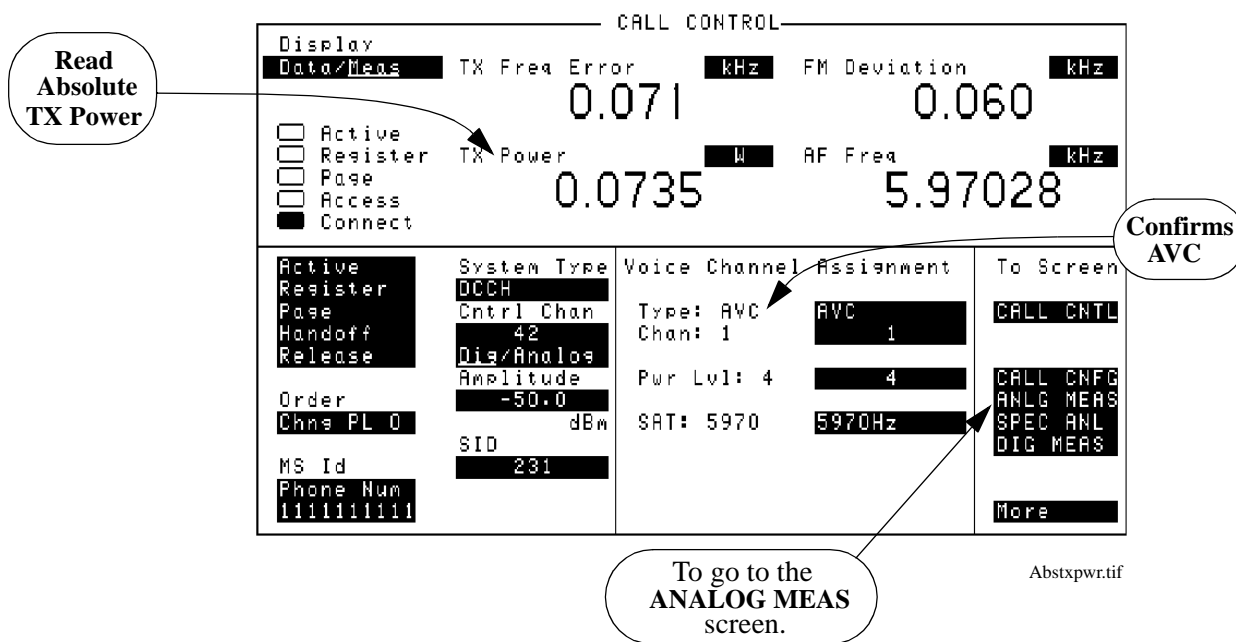 CALL CONTROL
Read
Absolute
TX Power
Display
Data/Meas
TX Freq Error
kHz
0.071
FM Deviation
kHz
0.060
Active
Register
Page
Access
Connect
TX Power
W
0.0735
AF Freq
kHz
5.97028
Confirms
AVC
Active
Register
Page
Handoff
Release
Order
Chng PL 0
MS Id
Phone Num
1111111111
System Type
DCCH
Cntrl Chan
42
Dig/Analog
Amplitude
-50.0
dBm
SID
231
Voice Channel Assignment
Type: AVC
AVC
Chan: 1
1
Pwr Lvl: 4
4
SAT: 5970
5970Hz
To Screen
CALL CNTL
CALL CNFG
ANLG MEAS
SPEC ANL
DIG MEAS
More
To go to the
ANALOG MEAS
screen.
Abstxpwr.tif